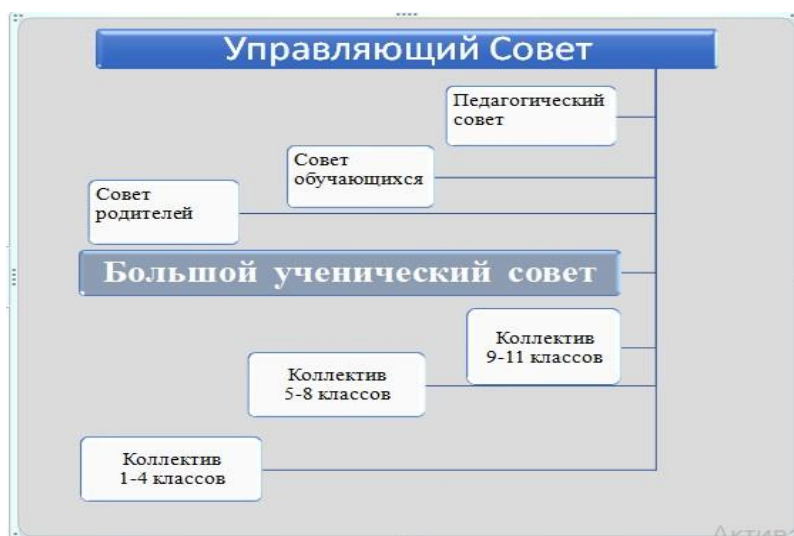 Управляющий Совет
Педагогический
совет
Совет
обучающихся
Совет
родителей
Большой ученический совет
Коллектив
9-11 классов
Коллектив
5-8 классов
Коллектив
1-4 классов